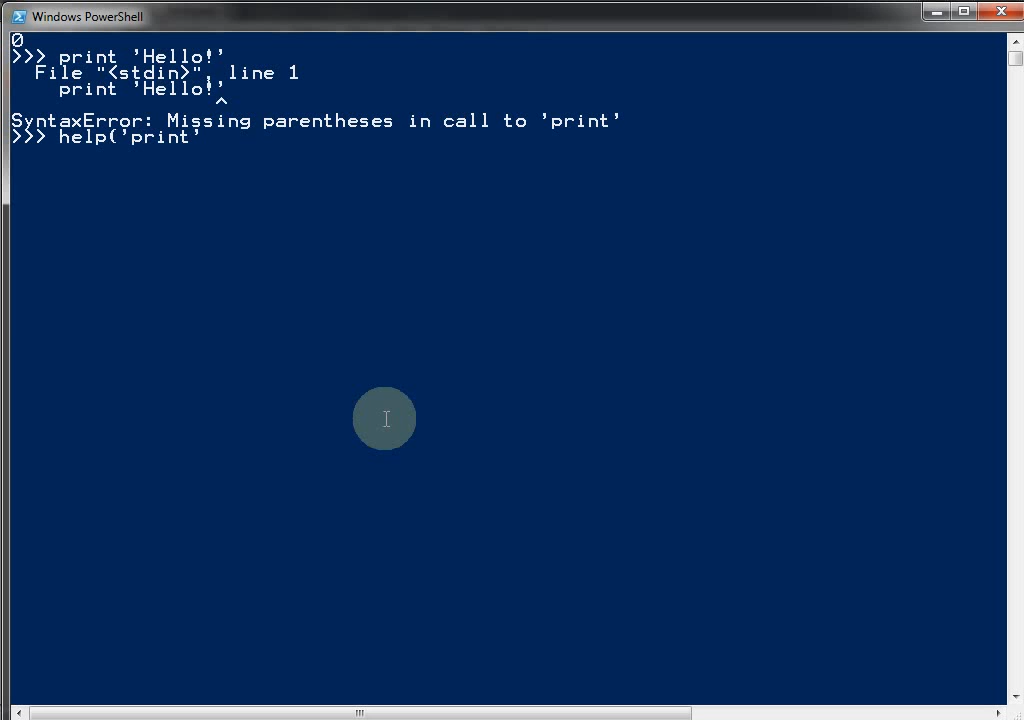 Windows PowerShell
0
>>> print 'Hello!'
  File "<stdin>", line 1
    print 'Hello!'
                 ^
SyntaxError: Missing parentheses in call to 'print'
>>> help('print'